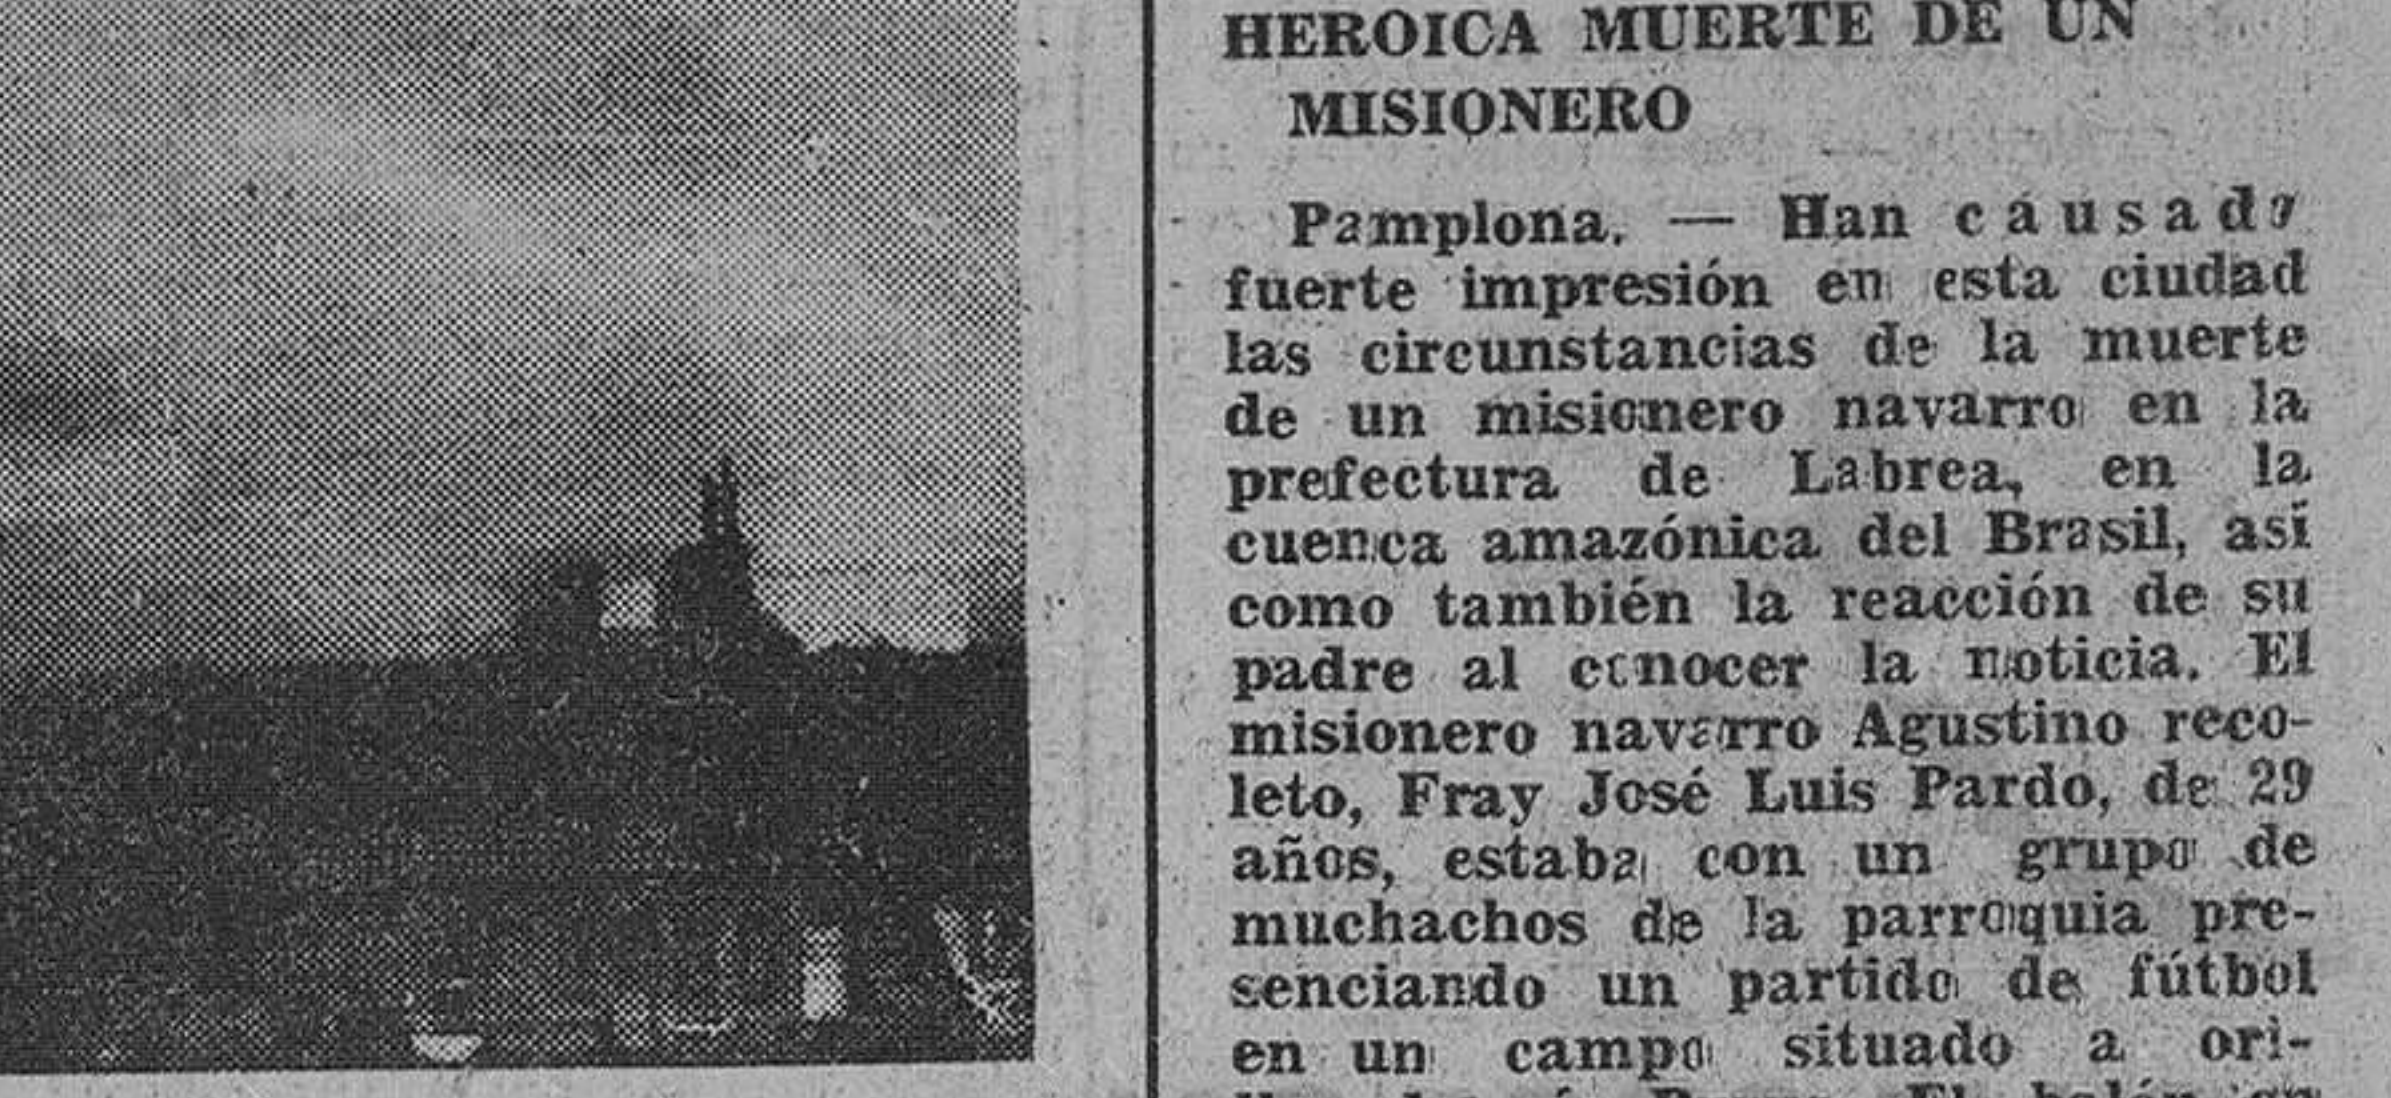 HEROICA MUERTE DE UN
MISIONERO
Pamplona. — Han causado
fuerte impresión en esta ciudad
las circunstancias de la muerte
de un misionero navarro en la
prefectura de Labrea, en la
cuenca amazónica del Brasil, así
como también la reacción de su
padre al conocer la noticia. El
misionero navarro Agustino reco-
leto, Fray José Luis Pardo, de 29
años, estaba con un grupo de
muchachos de la parroquia pre-
senciando un partido de fútbol
en un campo situado a ori-